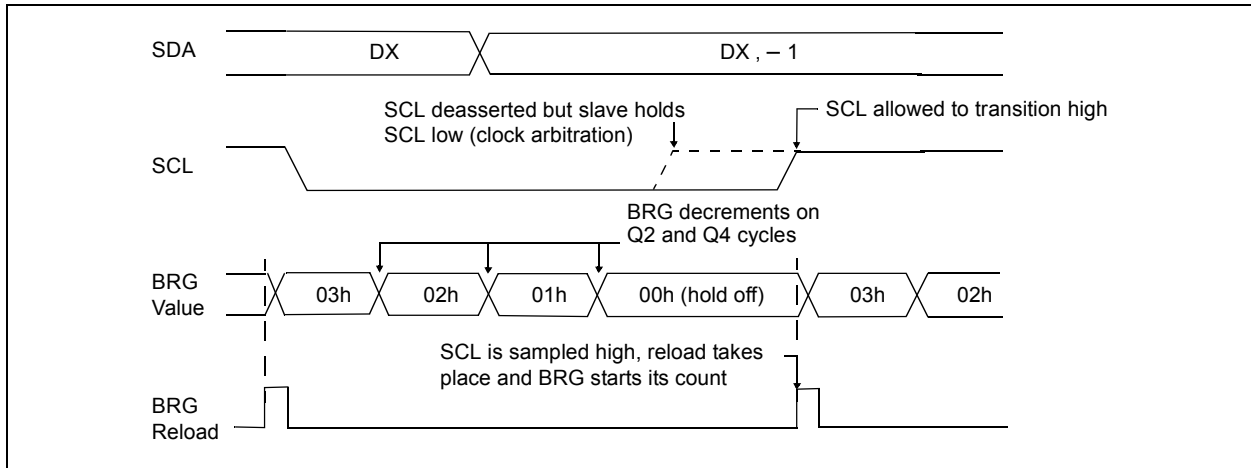 SDA
DX
DX , – 1
SCL deasserted but slave holds
SCL low (clock arbitration)
SCL allowed to transition high
SCL
BRG decrements on
Q2 and Q4 cycles
BRG
Value
03h
02h
01h
00h (hold off)
03h
02h
SCL is sampled high, reload takes
place and BRG starts its count
BRG
Reload